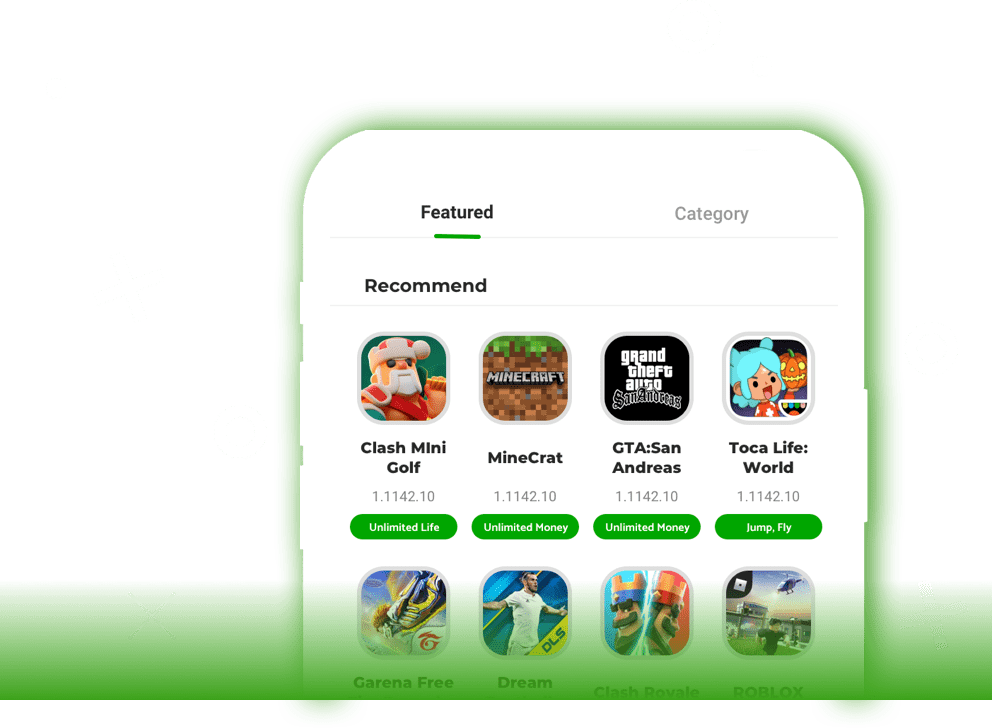 Featured
Category
Recommend
MINECRAFT
grand
theft
auto
San Andreas
Clash MIni
Golf
MineCrat
GTA:San
Andreas
Toca Life:
World
1.1142.10
1.1142.10
1.1142.10
1.1142.10
Unlimited Life
Unlimited Money
Unlimited Money
Jump, Fly
DLS
Garena Free
Dream
Clash Royale
ROBLOX